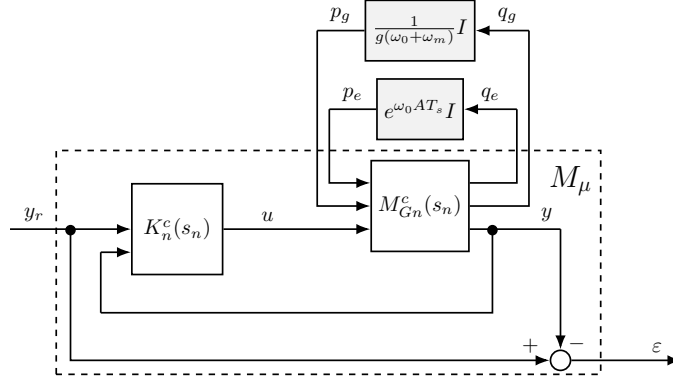 p_g
1/g(ω_0+ω_m) I
q_g
p_e
e^{ω_0 A T_s} I
q_e
M_μ
y_r
K_n^c(s_n)
u
M_{Gn}^c(s_n)
y
+
−
ε